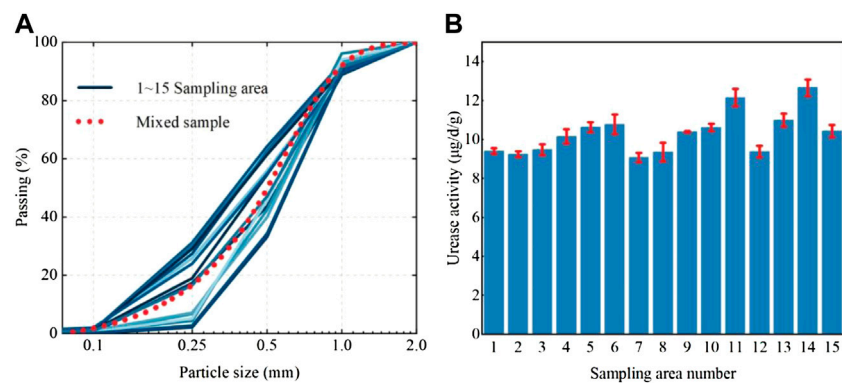 A
100
80
60
40
20
0
Passing (%)
1~15 Sampling area
Mixed sample
0.1 0.25 0.5 1.0 2.0
Particle size (mm)
B
14
12
10
8
6
4
2
0
Urease activity (μg/d/g)
1 2 3 4 5 6 7 8 9 10 11 12 13 14 15
Sampling area number